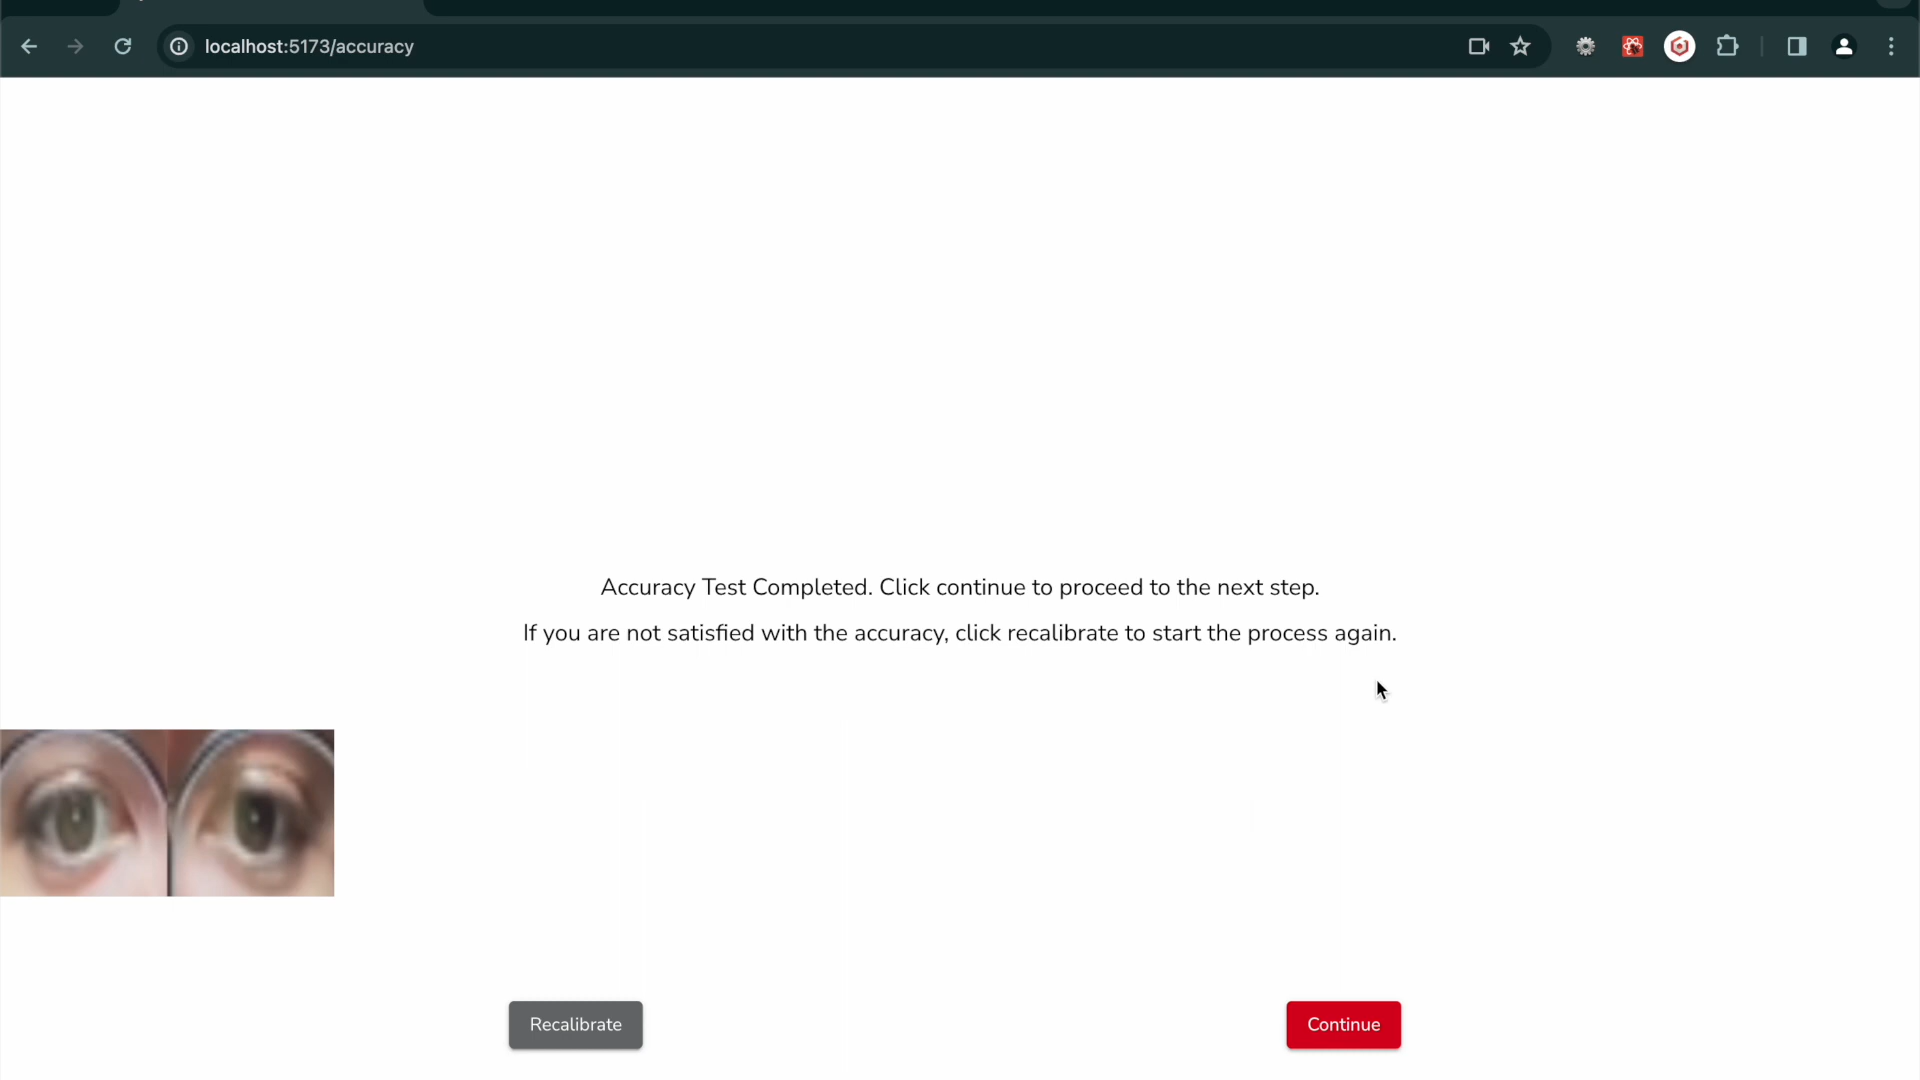 localhost:5173/accuracy
Accuracy Test Completed. Click continue to proceed to the next step.
If you are not satisfied with the accuracy, click recalibrate to start the process again.
Recalibrate
Continue